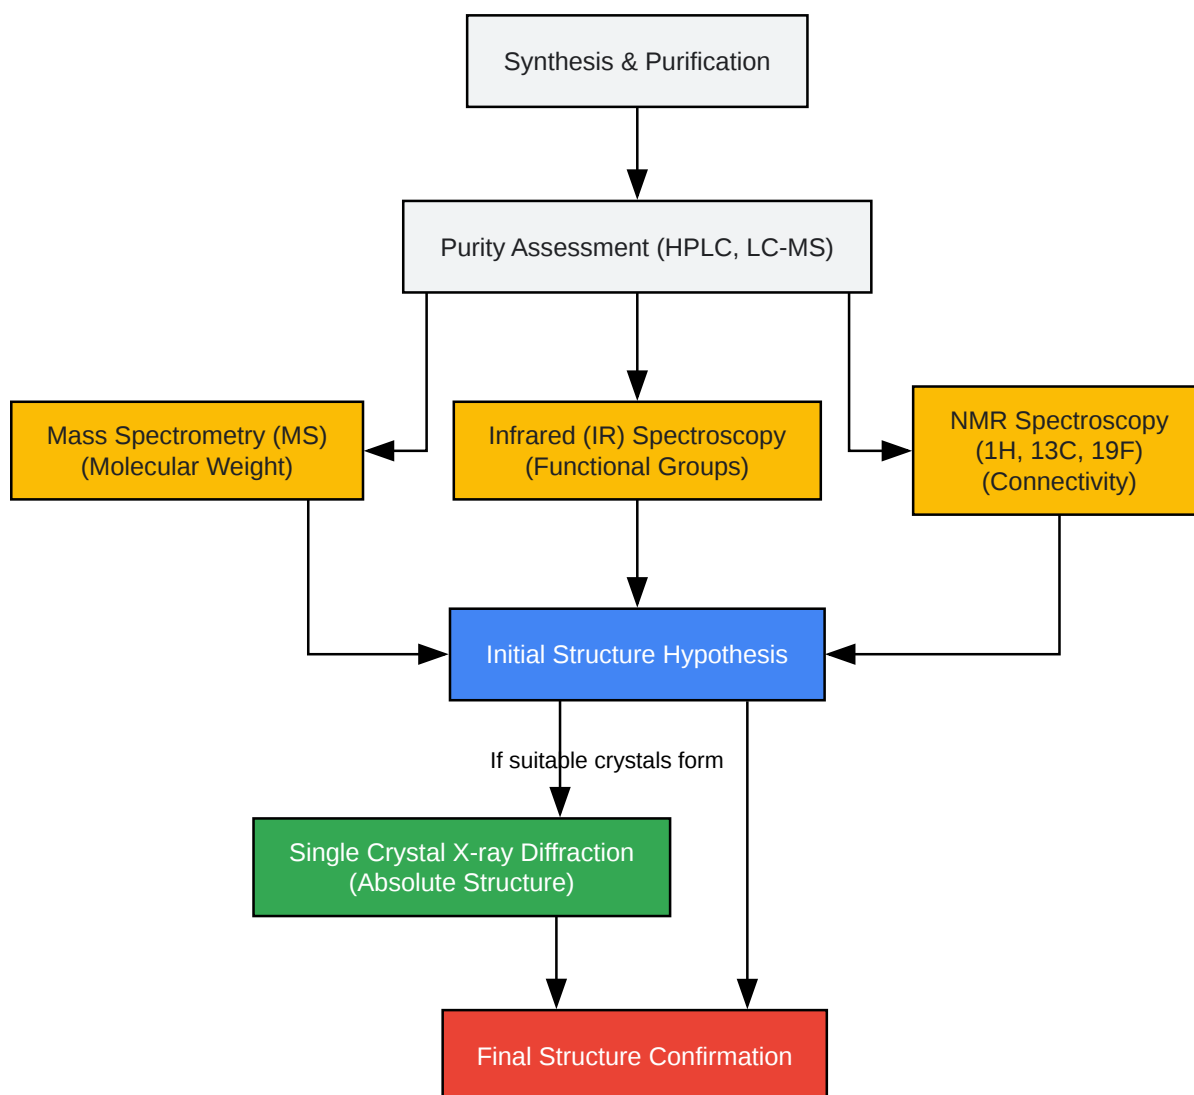 Synthesis & Purification
Purity Assessment (HPLC, LC-MS)
Mass Spectrometry (MS)
(Molecular Weight)
Infrared (IR) Spectroscopy
(Functional Groups)
NMR Spectroscopy
(1H, 13C, 19F)
(Connectivity)
Initial Structure Hypothesis
If suitable crystals form
Single Crystal X-ray Diffraction
(Absolute Structure)
Final Structure Confirmation